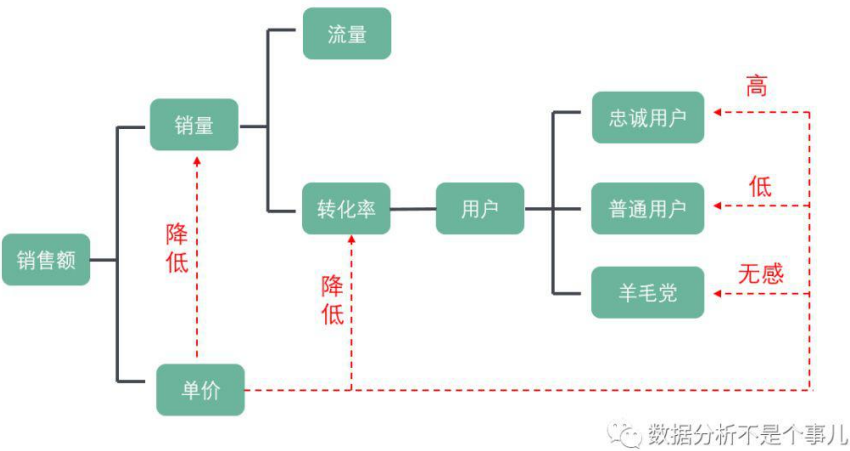 流量
高
销量
忠诚用户
低
转化率
用户
普通用户
降低
销售额
无感
降低
羊毛党
单价
数据分析不是个事儿